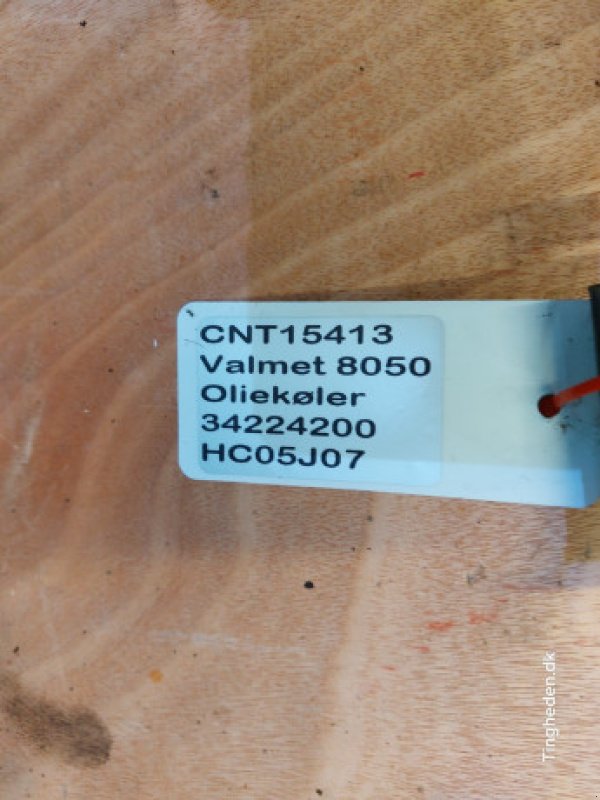 CNT15413
Valmet 8050
Oliekøler
34224200
HC05J07
Tingheden.dk